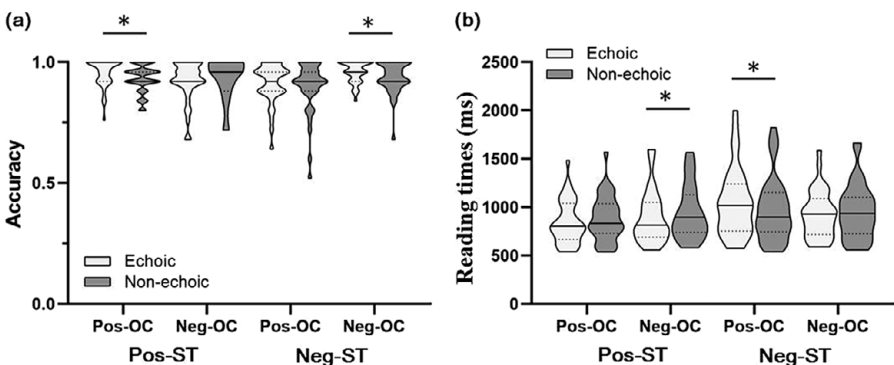 (a)
*
*
1.0
0.5
0.0
Accuracy
Echoic
Non-echoic
Pos-OC Neg-OC Pos-OC Neg-OC
Pos-ST Neg-ST
(b)
Echoic
Non-echoic
*
*
2500
2000
1500
1000
500
0
Reading times (ms)
Pos-OC Neg-OC Pos-OC Neg-OC
Pos-ST Neg-ST